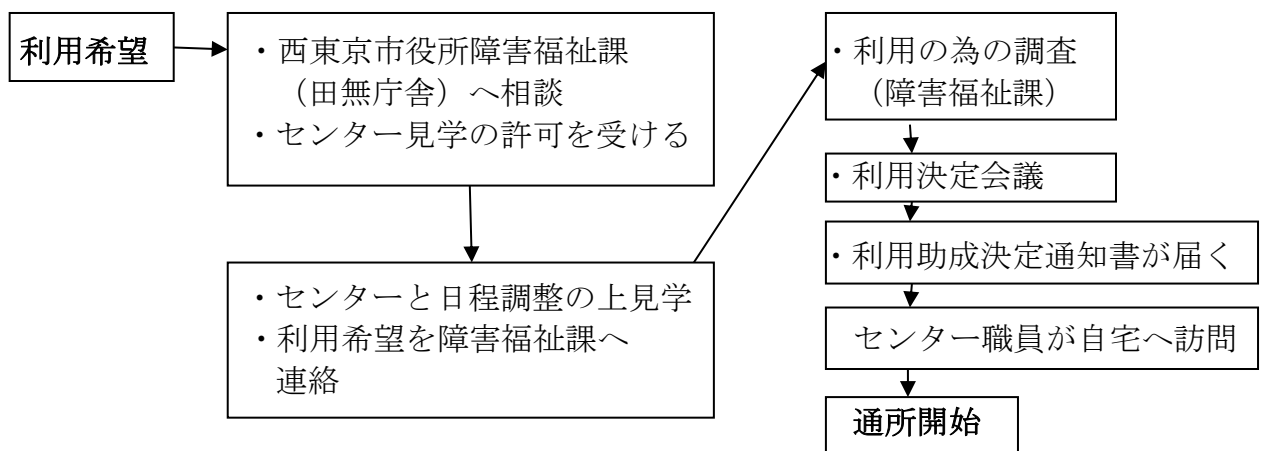 利用希望
・西東京市役所障害福祉課
（田無庁舎）へ相談
・センター見学の許可を受ける
・センターと日程調整の上見学
・利用希望を障害福祉課へ
連絡
・利用の為の調査
（障害福祉課）
・利用決定会議
・利用助成決定通知書が届く
センター職員が自宅へ訪問
通所開始